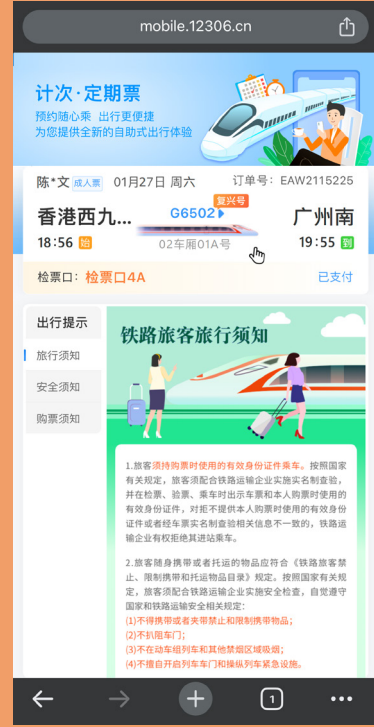 mobile.12306.cn
计次·定期票
预约随心乘 出行更便捷
为您提供全新的自助式出行体验
陈*文 成人票 01月27日 周六 订单号：EAW2115225
复兴号
香港西九... G6502 广州南
18:56 始 02车厢01A号 19:55 到
检票口：检票口4A 已支付
出行提示
旅行须知
安全须知
购票须知
铁路旅客旅行须知
1.旅客须持购票时使用的有效身份证件乘车。按照国家
有关规定，旅客须配合铁路运输企业实施实名制查验，
并在检票、验票、乘车时出示车票和本人购票时使用的
有效身份证件，对拒不提供本人购票时使用的有效身份
证件或者经车票实名制查验相关信息不一致的，铁路运
输企业有权拒绝其进站乘车。
2.旅客随身携带或者托运的物品应符合《铁路旅客禁
止、限制携带和托运物品目录》规定。按照国家有关规
定，旅客须配合铁路运输企业实施安全检查，自觉遵守
国家和铁路运输安全相关规定：
(1)不得携带或者夹带禁止和限制携带物品；
(2)不扒阻车门；
(3)不在动车组列车和其他禁烟区域吸烟；
(4)不擅自开启列车车门和操纵列车紧急设施。
1